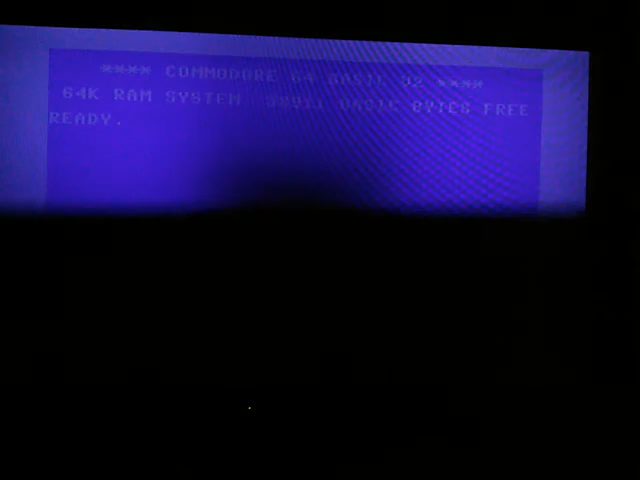 **** COMMODORE 64 BASIC V2 ****
64K RAM SYSTEM 38911 BASIC BYTES FREE
READY.